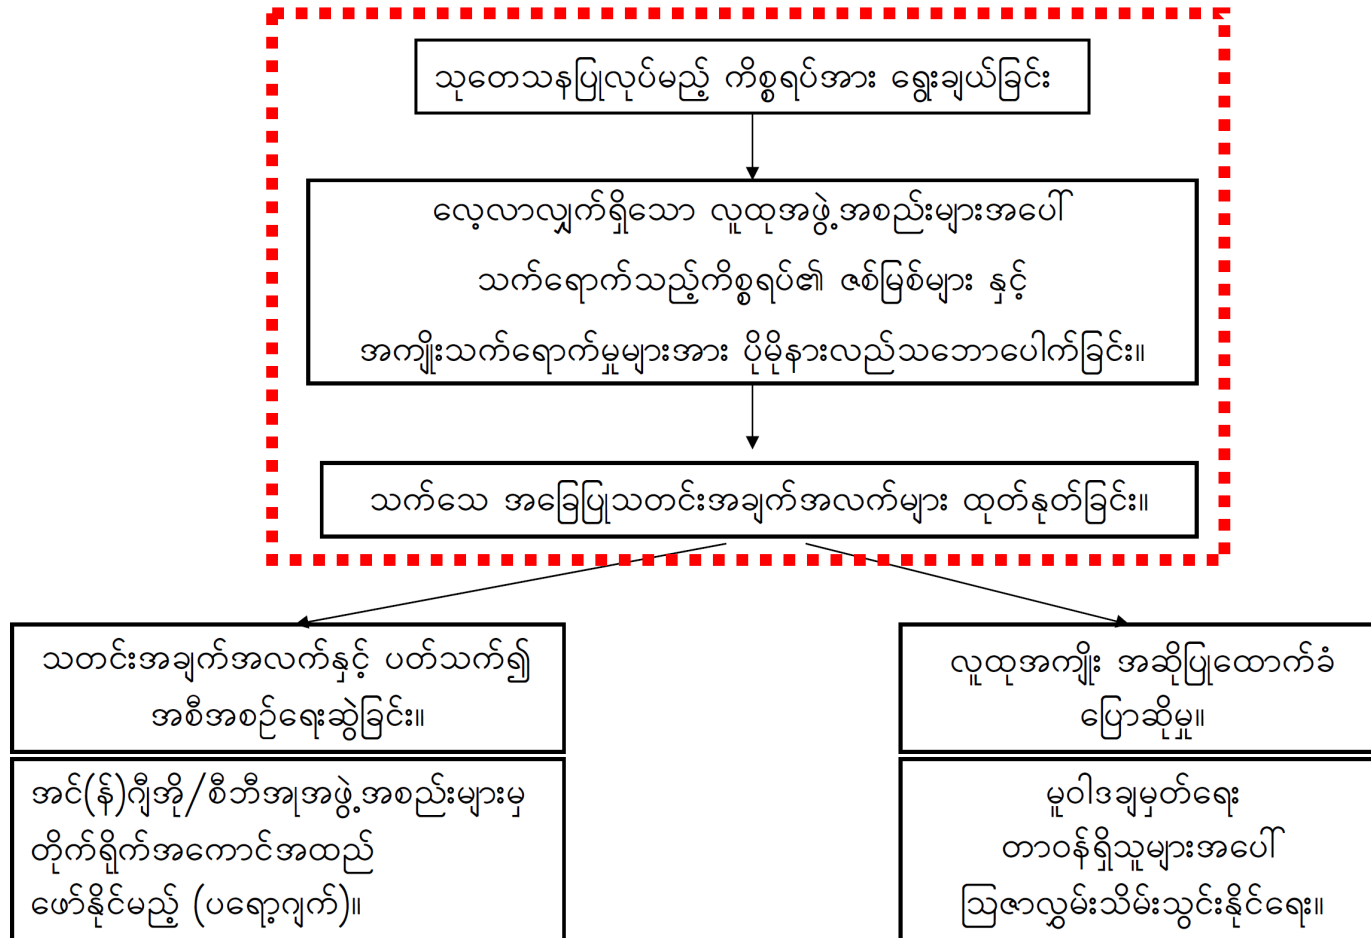 သုတေသနပြုလုပ်မည့် ကိစ္စရပ်အား ရွေးချယ်ခြင်း
လေ့လာလျှက်ရှိသော လူထုအဖွဲ့အစည်းများအပေါ်
သက်ရောက်သည့်ကိစ္စရပ်၏ ဇစ်မြစ်များ နှင့်
အကျိုးသက်ရောက်မှုများအား ပိုမိုနားလည်သဘောပေါက်ခြင်း။
သက်သေ အခြေပြုသတင်းအချက်အလက်များ ထုတ်နုတ်ခြင်း။
သတင်းအချက်အလက်နှင့် ပတ်သက်၍
အစီအစဉ်ရေးဆွဲခြင်း။
အင်(န်)ဂျီအို/စီဘီအုအဖွဲ့အစည်းများမှ
တိုက်ရိုက်အကောင်အထည်
ဖော်နိုင်မည့် (ပရော့ဂျက်)။
လူထုအကျိုး အဆိုပြုထောက်ခံ
ပြောဆိုမှု။
မူဝါဒချမှတ်ရေး
တာဝန်ရှိသူများအပေါ်
ဩဇာလွှမ်းသိမ်းသွင်းနိုင်ရေး။